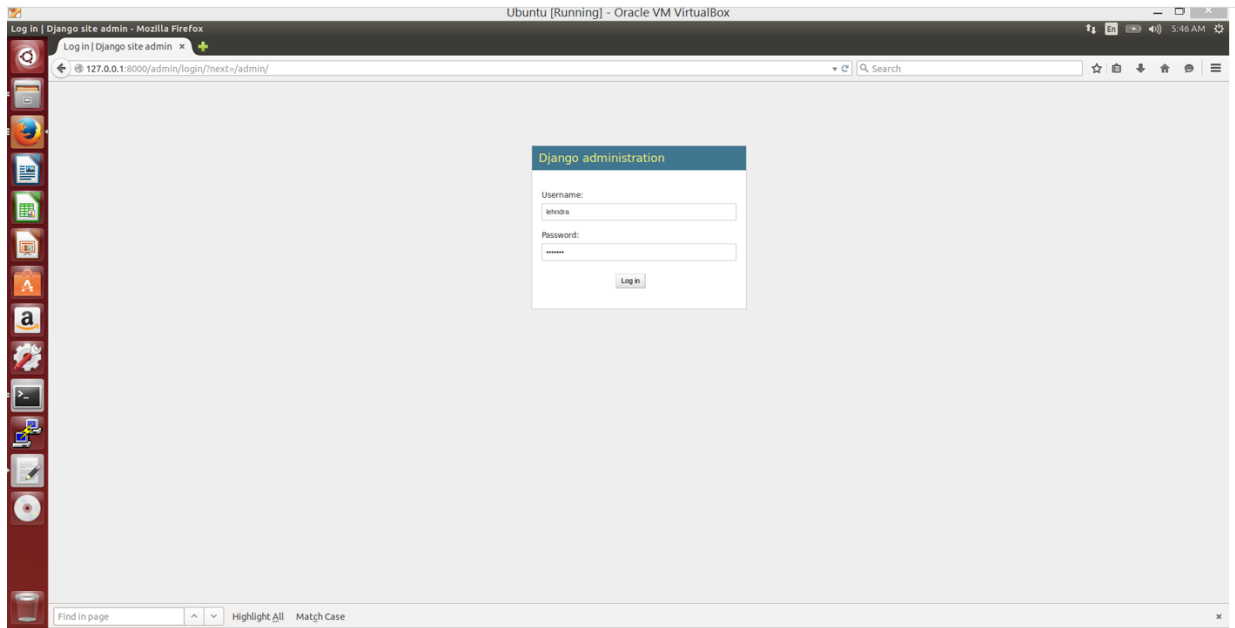 Ubuntu [Running] - Oracle VM VirtualBox
Log in | Django site admin - Mozilla Firefox
En
5:46 AM
Log in | Django site admin
127.0.0.1:8000/admin/login/?next=/admin/
Search
Django administration
Username:
lehndra
Password:
•••••••
Log in
Find in page
Highlight All
Match Case